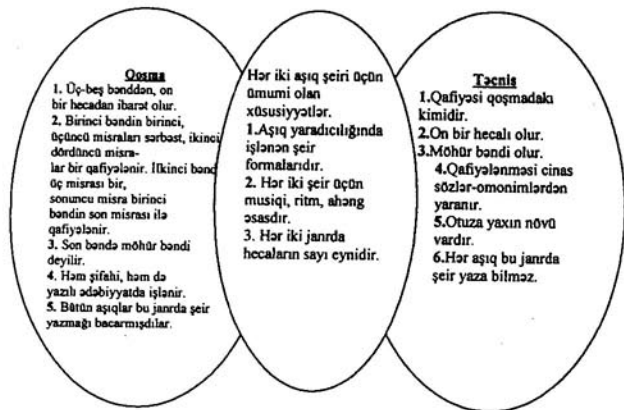 Qoşma
1. Üç-beş bənddən, on
bir hecadan ibarət olur.
2. Birinci bəndin birinci,
üçüncü misraları sərbəst, ikinci
dördüncü misra-
lar bir qafiyələnir. İlkinci bənd
üç misrası bir,
sonuncu misra birinci
bəndin son misrası ilə
qafiyələnir.
3. Son bəndə möhür bəndi
deyilir.
4. Həm şifahi, həm də
yazılı ədəbiyyatda işlənir.
5. Bütün aşıqlar bu janrda şeir
yazmağı bacarmışdılar.
Hər iki aşıq şeiri üçün
ümumi olan
xüsusiyyətlər.
1.Aşıq yaradıcılığında
işlənən şeir
formalarıdır.
2. Hər iki şeir üçün
musiqi, ritm, ahəng
əsasdır.
3. Hər iki janrda
hecaların sayı eynidir.
Təcnis
1.Qafiyəsi qoşmadakı
kimidir.
2.On bir hecalı olur.
3.Möhür bəndi olur.
4.Qafiyələnməsi cinas
sözlər-omonimlərdən
yaranır.
5.Otuza yaxın növü
vardır.
6.Hər aşıq bu janrda
şeir yaza bilməz.